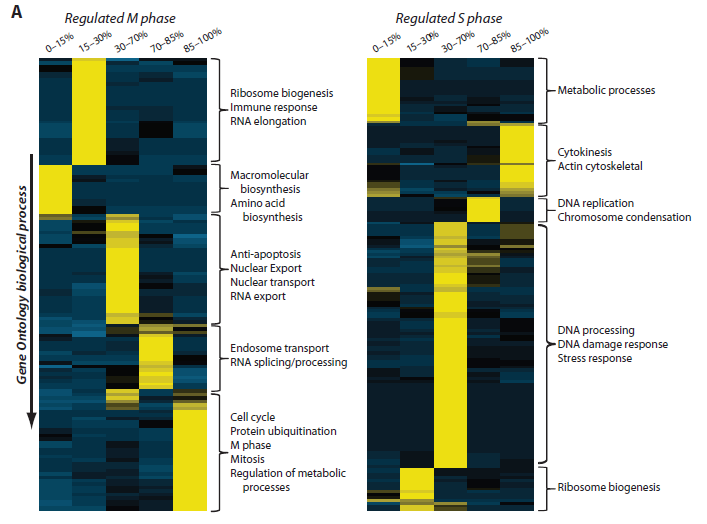 A
Regulated M phase
0–15%
15–30%
30–70%
70–85%
85–100%
Gene Ontology biological process
Ribosome biogenesis
Immune response
RNA elongation
Macromolecular
biosynthesis
Amino acid
biosynthesis
Anti-apoptosis
Nuclear Export
Nuclear transport
RNA export
Endosome transport
RNA splicing/processing
Cell cycle
Protein ubiquitination
M phase
Mitosis
Regulation of metabolic
processes
Regulated S phase
0–15%
15–30%
30–70%
70–85%
85–100%
Metabolic processes
Cytokinesis
Actin cytoskeletal
DNA replication
Chromosome condensation
DNA processing
DNA damage response
Stress response
Ribosome biogenesis